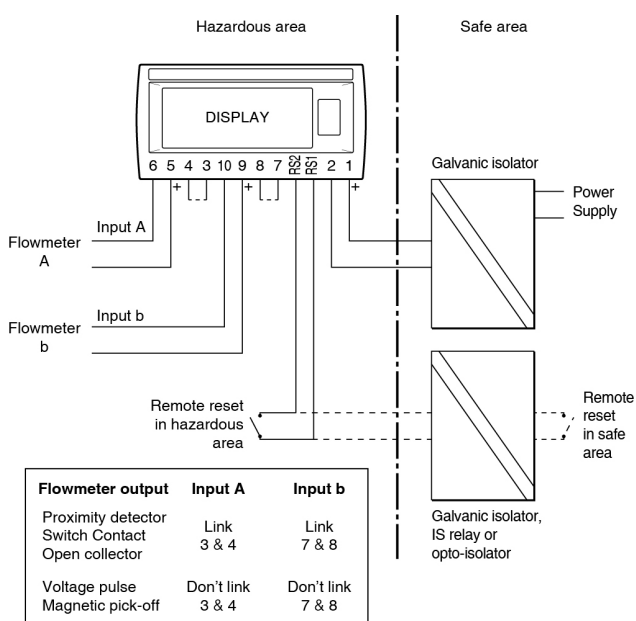 Hazardous area
Safe area
DISPLAY
6 5 4 3 10 9 8 7 RS2 RS1 2 1
+ + +
Galvanic isolator
Power
Supply
Input A
Flowmeter
A
Input b
Flowmeter
b
Remote reset
in hazardous
area
Remote
reset
in safe
area
Galvanic isolator,
IS relay or
opto-isolator
Flowmeter output Input A Input b
Proximity detector
Switch Contact
Open collector
Link
3 & 4
Link
7 & 8
Voltage pulse
Magnetic pick-off
Don't link
3 & 4
Don't link
7 & 8